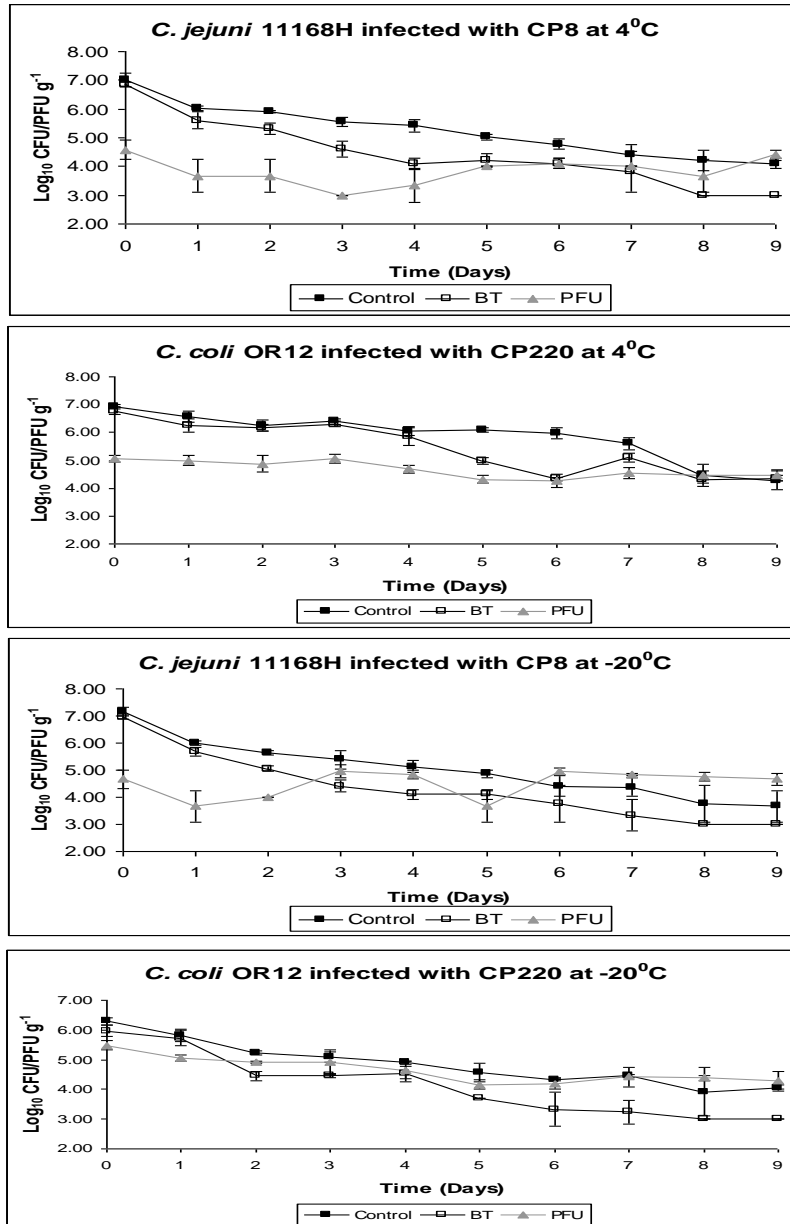 C. jejuni 11168H infected with CP8 at 4⁰C
Log₁₀ CFU/PFU g⁻¹
8.00
7.00
6.00
5.00
4.00
3.00
2.00
0 1 2 3 4 5 6 7 8 9
Time (Days)
Control BT PFU
C. coli OR12 infected with CP220 at 4⁰C
Log₁₀ CFU/PFU g⁻¹
8.00
7.00
6.00
5.00
4.00
3.00
2.00
0 1 2 3 4 5 6 7 8 9
Time (Days)
Control BT PFU
C. jejuni 11168H infected with CP8 at -20⁰C
Log₁₀ CFU/PFU g⁻¹
8.00
7.00
6.00
5.00
4.00
3.00
2.00
0 1 2 3 4 5 6 7 8 9
Time (Days)
Control BT PFU
C. coli OR12 infected with CP220 at -20⁰C
Log₁₀ CFU/PFU g⁻¹
7.00
6.00
5.00
4.00
3.00
2.00
0 1 2 3 4 5 6 7 8 9
Time (Days)
Control BT PFU